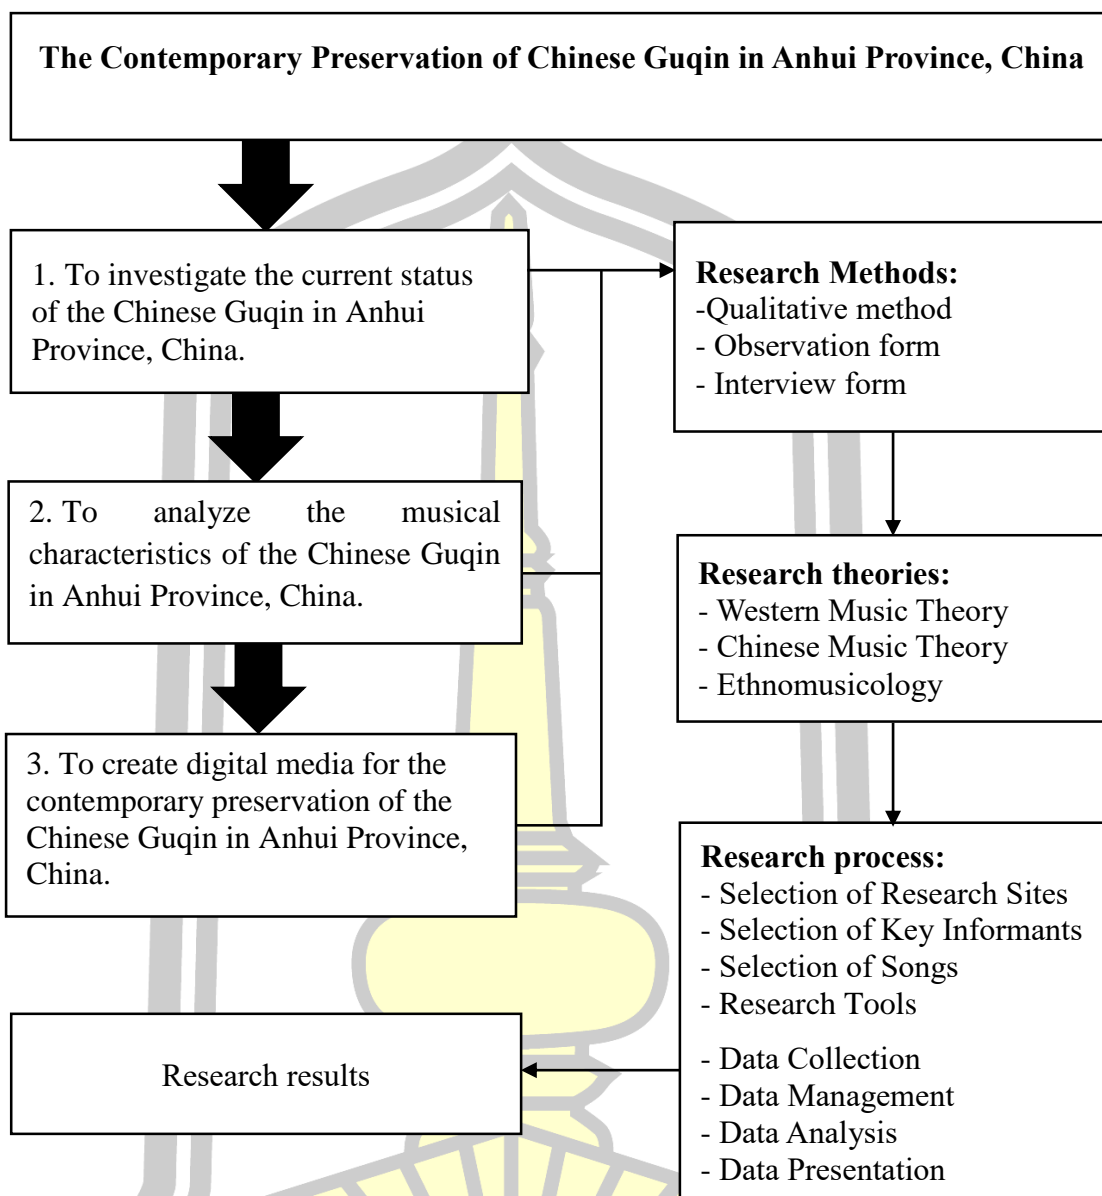 The Contemporary Preservation of Chinese Guqin in Anhui Province, China
1. To investigate the current status
of the Chinese Guqin in Anhui
Province, China.
2. To analyze the musical
characteristics of the Chinese Guqin
in Anhui Province, China.
3. To create digital media for the
contemporary preservation of the
Chinese Guqin in Anhui Province,
China.
Research Methods:
-Qualitative method
- Observation form
- Interview form
Research theories:
- Western Music Theory
- Chinese Music Theory
- Ethnomusicology
Research process:
- Selection of Research Sites
- Selection of Key Informants
- Selection of Songs
- Research Tools
- Data Collection
- Data Management
- Data Analysis
- Data Presentation
Research results